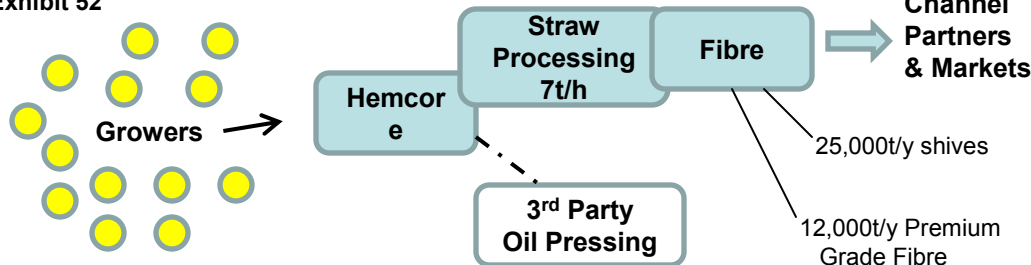 Exhibit 52
Growers
Hemcor
e
Straw
Processing
7t/h
Fibre
Channel
Partners
& Markets
25,000t/y shives
12,000t/y Premium
Grade Fibre
3rd Party
Oil Pressing